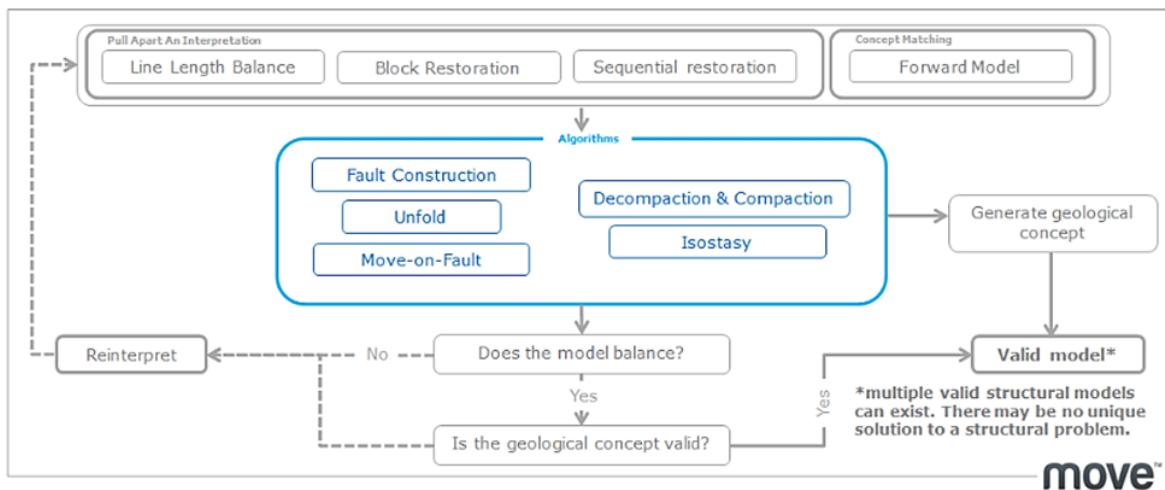 Pull Apart An Interpretation
Concept Matching
Line Length Balance
Block Restoration
Sequential restoration
Forward Model
Algorithms
Fault Construction
Unfold
Move-on-Fault
Decompaction & Compaction
Isostasy
Generate geological
concept
Reinterpret
No
Does the model balance?
Valid model*
Yes
Yes
Is the geological concept valid?
*multiple valid structural models
can exist. There may be no unique
solution to a structural problem.
move™